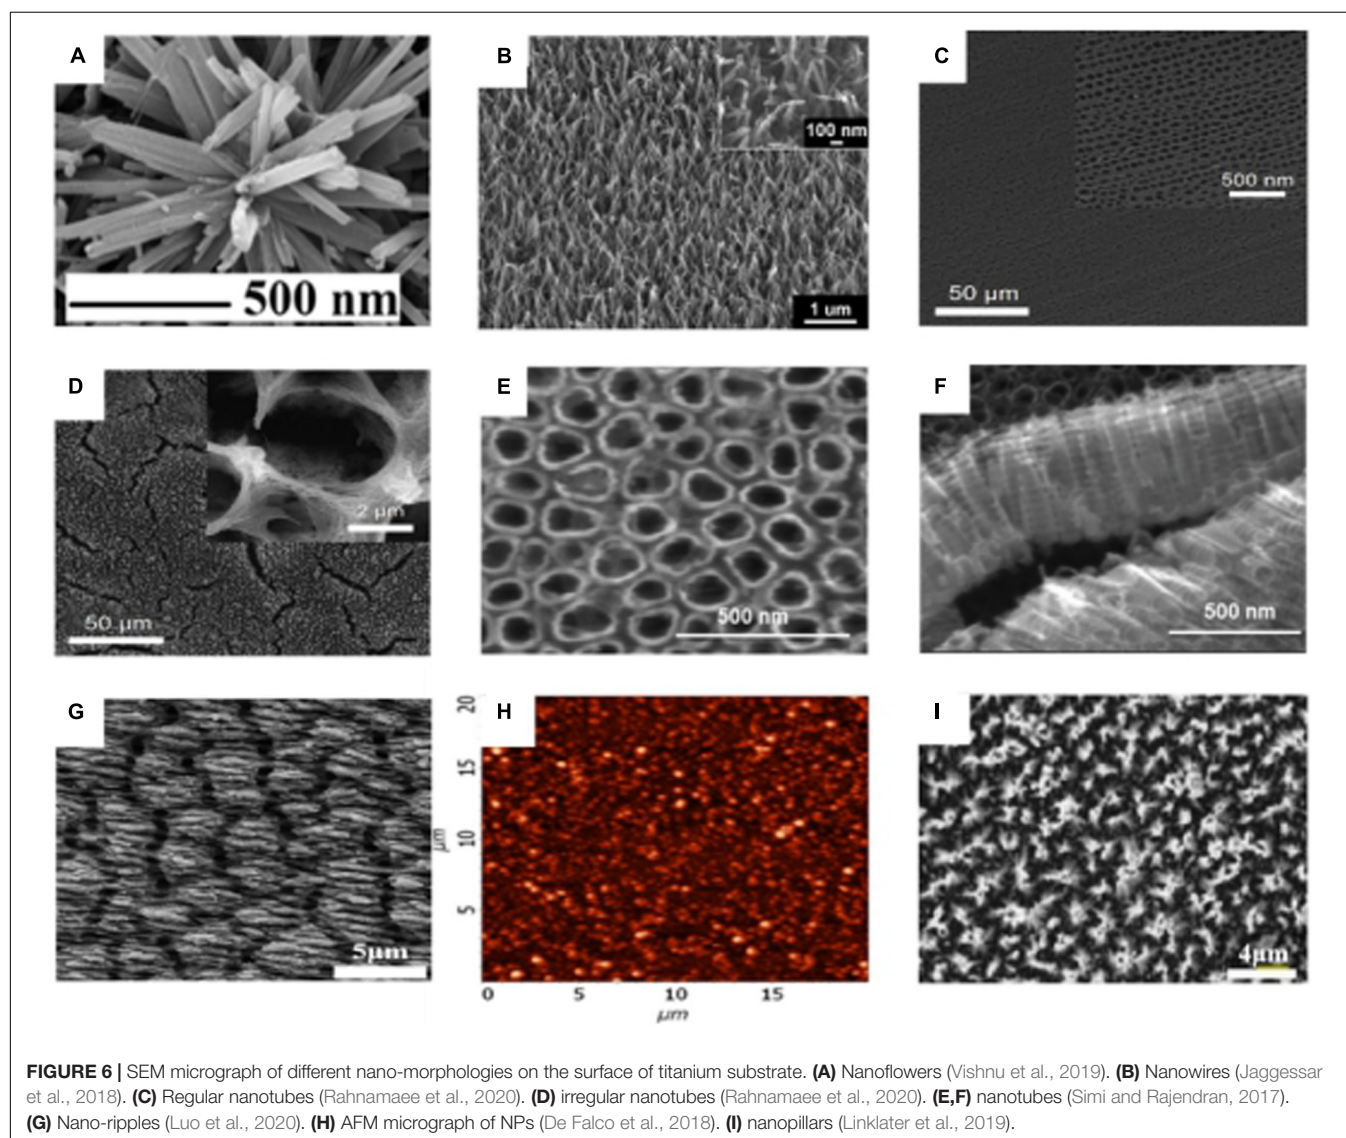 A
500 nm
B
100 nm
1 um
C
500 nm
50 µm
D
2 µm
50 µm
E
500 nm
F
500 nm
G
5µm
H
20
15
10
5
µm
0 5 10 15
µm
I
4µm
FIGURE 6 | SEM micrograph of different nano-morphologies on the surface of titanium substrate. (A) Nanoflowers (Vishnu et al., 2019). (B) Nanowires (Jaggessar
et al., 2018). (C) Regular nanotubes (Rahnamaee et al., 2020). (D) irregular nanotubes (Rahnamaee et al., 2020). (E,F) nanotubes (Simi and Rajendran, 2017).
(G) Nano-ripples (Luo et al., 2020). (H) AFM micrograph of NPs (De Falco et al., 2018). (I) nanopillars (Linklater et al., 2019).